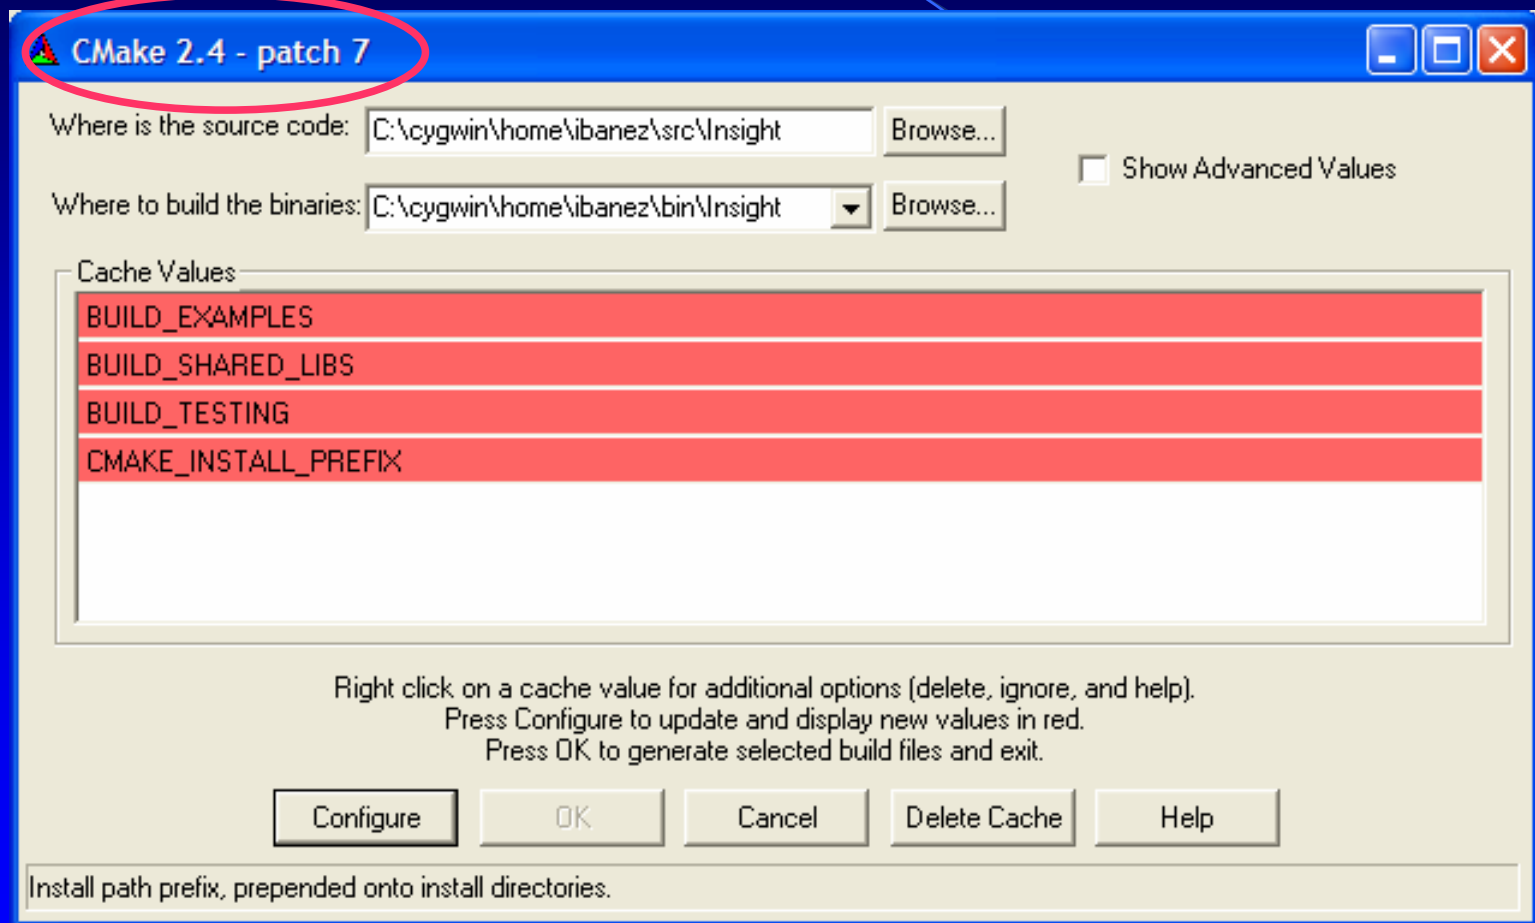 CMake 2.4 - patch 7
Where is the source code: C:\cygwin\home\ibanez\src\Insight Browse...
Show Advanced Values
Where to build the binaries: C:\cygwin\home\ibanez\bin\Insight Browse...
Cache Values
BUILD_EXAMPLES
BUILD_SHARED_LIBS
BUILD_TESTING
CMAKE_INSTALL_PREFIX
Right click on a cache value for additional options (delete, ignore, and help).
Press Configure to update and display new values in red.
Press OK to generate selected build files and exit.
Configure OK Cancel Delete Cache Help
Install path prefix, prepended onto install directories.